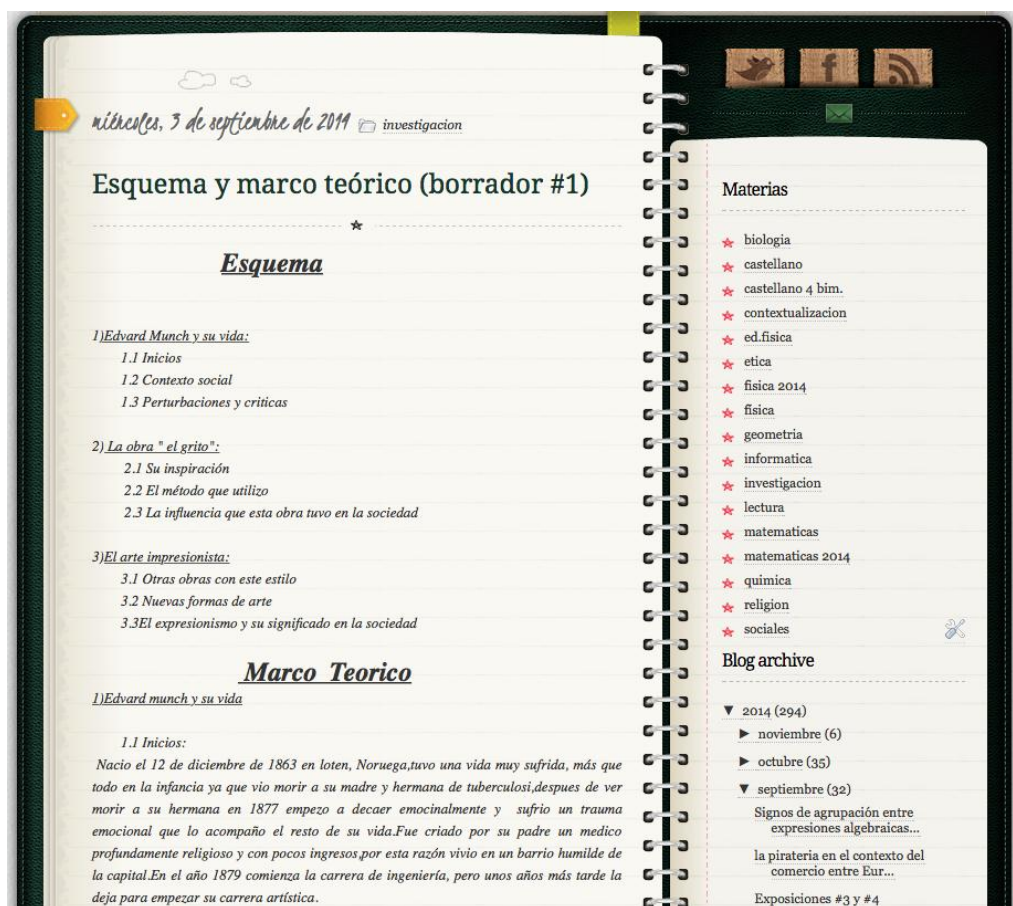 miércoles, 3 de septiembre de 2014 investigacion
Esquema y marco teórico (borrador #1)
Esquema
1)Edvard Munch y su vida:
1.1 Inicios
1.2 Contexto social
1.3 Perturbaciones y criticas
2) La obra " el grito":
2.1 Su inspiración
2.2 El método que utilizo
2.3 La influencia que esta obra tuvo en la sociedad
3)El arte impresionista:
3.1 Otras obras con este estilo
3.2 Nuevas formas de arte
3.3El expresionismo y su significado en la sociedad
Marco Teorico
1)Edvard munch y su vida
1.1 Inicios:
Nacio el 12 de diciembre de 1863 en loten, Noruega,tuvo una vida muy sufrida, más que
todo en la infancia ya que vio morir a su madre y hermana de tuberculosi,despues de ver
morir a su hermana en 1877 empezo a decaer emocinalmente y sufrio un trauma
emocional que lo acompaño el resto de su vida.Fue criado por su padre un medico
profundamente religioso y con pocos ingresos,por esta razón vivio en un barrio humilde de
la capital.En el año 1879 comienza la carrera de ingeniería, pero unos años más tarde la
deja para empezar su carrera artística.
Materias
biologia
castellano
castellano 4 bim.
contextualizacion
ed.fisica
etica
fisica 2014
física
geometria
informatica
investigacion
lectura
matematicas
matematicas 2014
quimica
religion
sociales
Blog archive
▼ 2014 (294)
► noviembre (6)
► octubre (35)
▼ septiembre (32)
Signos de agrupación entre
expresiones algebraicas...
la pirateria en el contexto del
comercio entre Eur...
Exposiciones #3 y #4